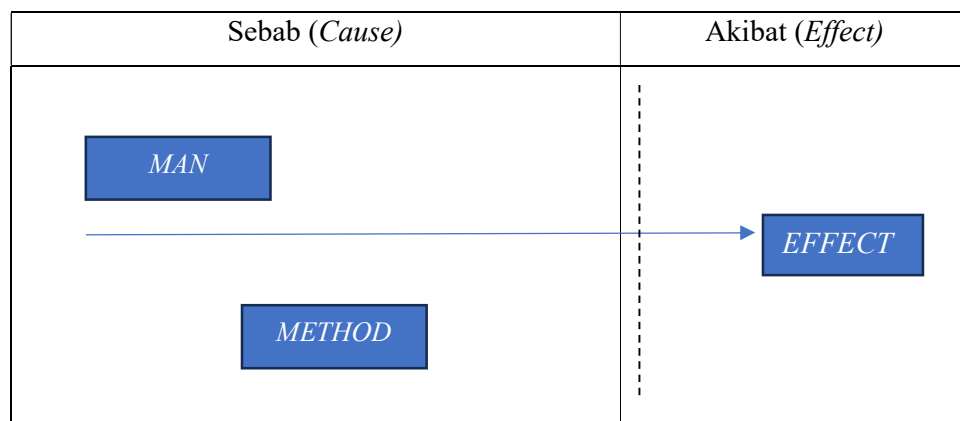 Sebab (Cause)
Akibat (Effect)
MAN
EFFECT
METHOD